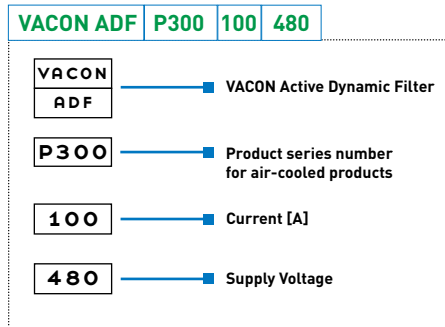 VACON ADF P300 100 480
VACON
ADF
VACON Active Dynamic Filter
P300
Product series number
for air-cooled products
100
Current [A]
480
Supply Voltage